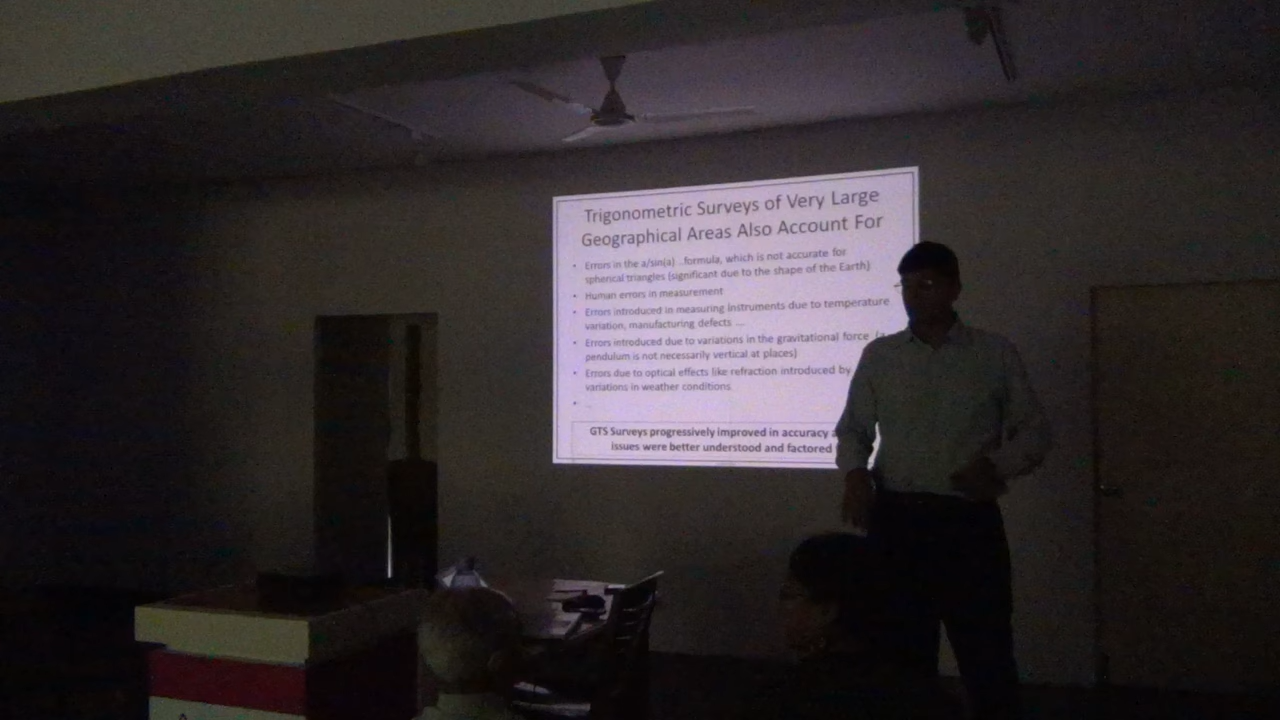 Trigonometric Surveys of Very Large
Geographical Areas Also Account For
• Errors in the a/sin(a) ..formula, which is not accurate for
spherical triangles (significant due to the shape of the Earth)
• Human errors in measurement
• Errors introduced in measuring instruments due to temperature
variation, manufacturing defects ...
• Errors introduced due to variations in the gravitational force (a
pendulum is not necessarily vertical at places)
• Errors due to optical effects like refraction introduced by
variations in weather conditions
• ...
GTS Surveys progressively improved in accuracy
issues were better understood and factored